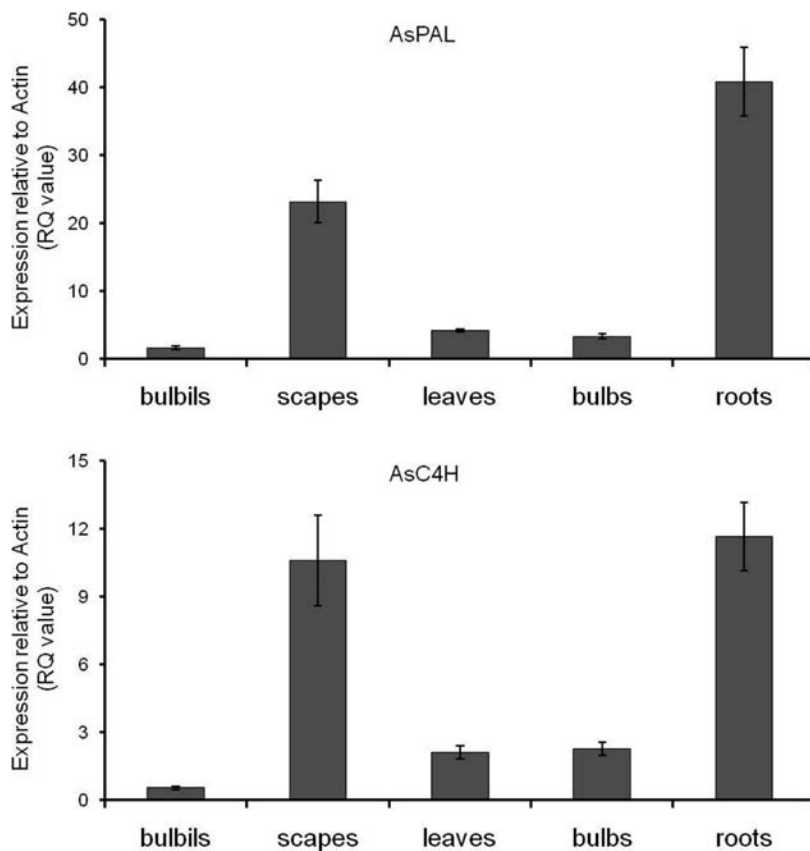 AsPAL
Expression relative to Actin
(RQ value)
50
40
30
20
10
0
bulbils scapes leaves bulbs roots
AsC4H
Expression relative to Actin
(RQ value)
15
12
9
6
3
0
bulbils scapes leaves bulbs roots